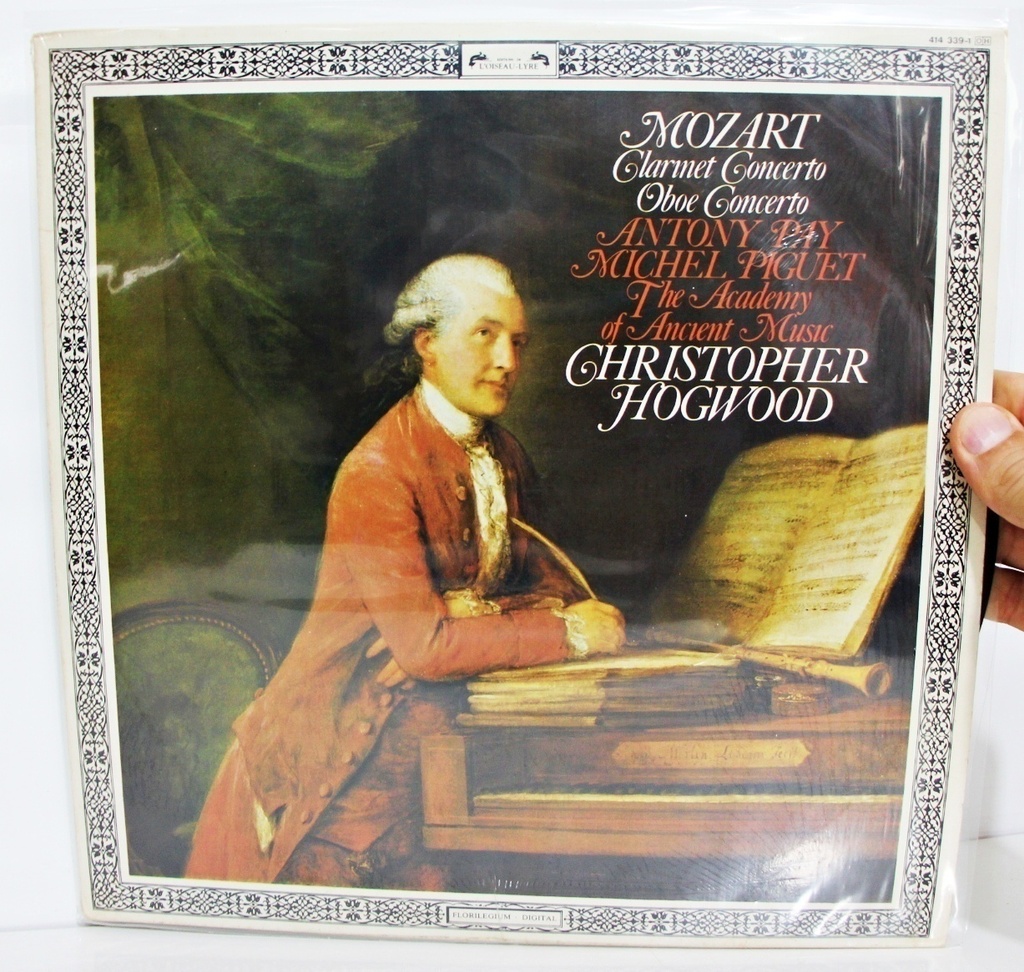 414 339-1 OH
L'OISEAU-LYRE
MOZART
Clarinet Concerto
Oboe Concerto
ANTONY PAY
MICHEL PIGUET
The Academy
of Ancient Music
CHRISTOPHER
HOGWOOD
FLORILEGIUM DIGITAL